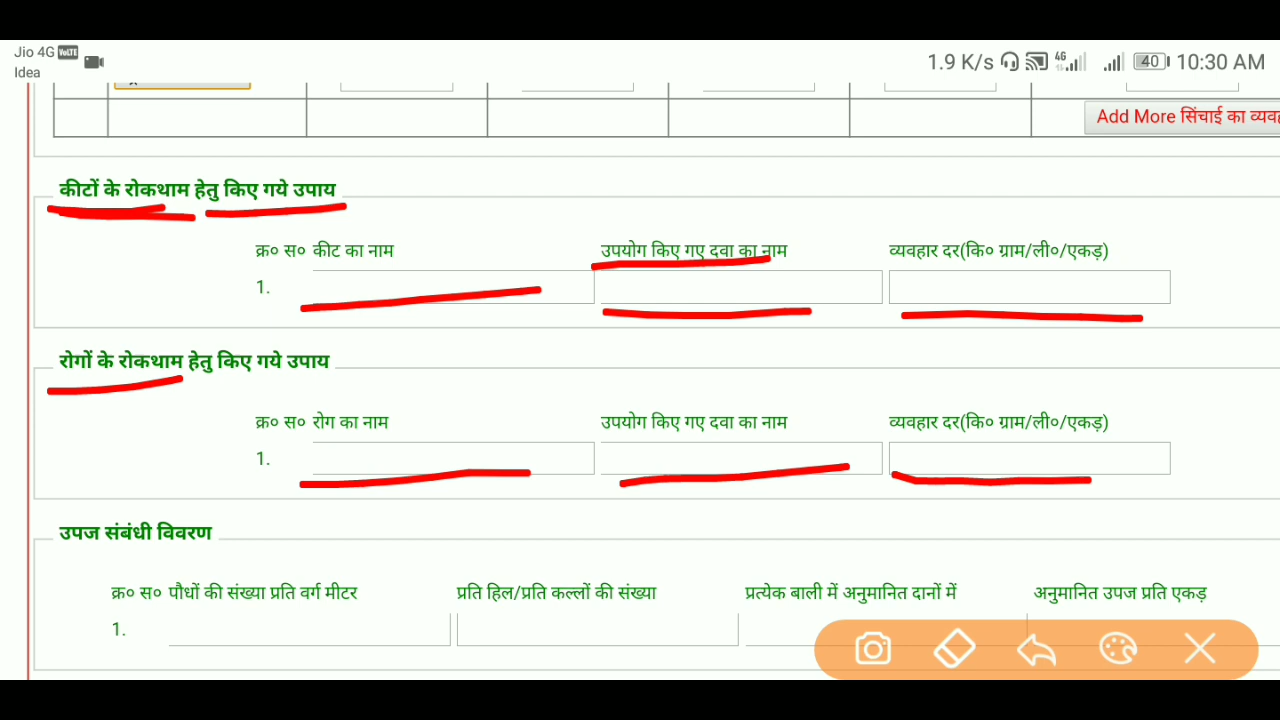 Jio 4G VoLTE
Idea
1.9 K/s 4G 40 10:30 AM
Add More सिंचाई का
कीटों के रोकथाम हेतु किए गये उपाय
क्र० स० कीट का नाम उपयोग किए गए दवा का नाम व्यवहार दर(कि० ग्राम/ली०/एकड़)
1.
रोगों के रोकथाम हेतु किए गये उपाय
क्र० स० रोग का नाम उपयोग किए गए दवा का नाम व्यवहार दर(कि० ग्राम/ली०/एकड़)
1.
उपज संबंधी विवरण
क्र० स० पौधों की संख्या प्रति वर्ग मीटर प्रति हिल/प्रति कल्लों की संख्या प्रत्येक बाली में अनुमानित दानों में अनुमानित उपज प्रति एकड़
1.